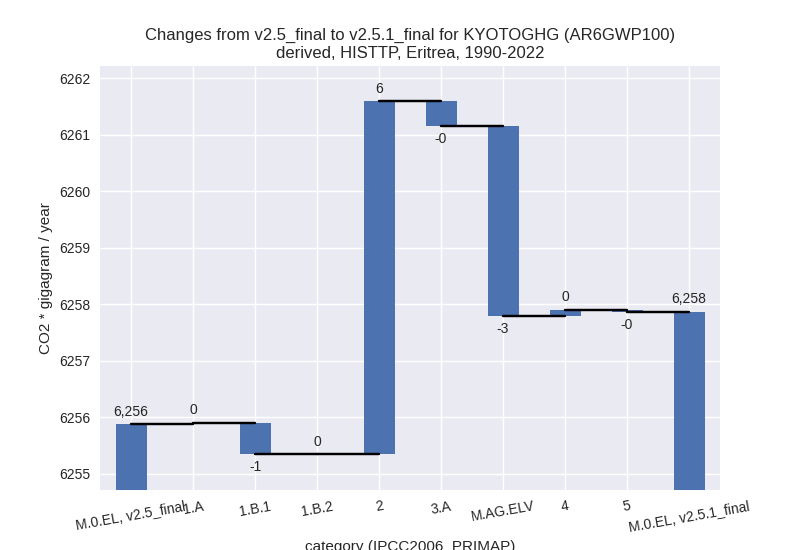 Changes from v2.5_final to v2.5.1_final for KYOTOGHG (AR6GWP100)
derived, HISTTP, Eritrea, 1990-2022
CO2 * gigagram / year
6262
6261
6260
6259
6258
6257
6256
6255
6,256
0
-1
0
6
-0
-3
0
-0
6,258
M.0.EL, v2.5_final
1.A
1.B.1
1.B.2
2
3.A
M.AG.ELV
4
5
M.0.EL, v2.5.1_final
category (IPCC2006_PRIMAP)